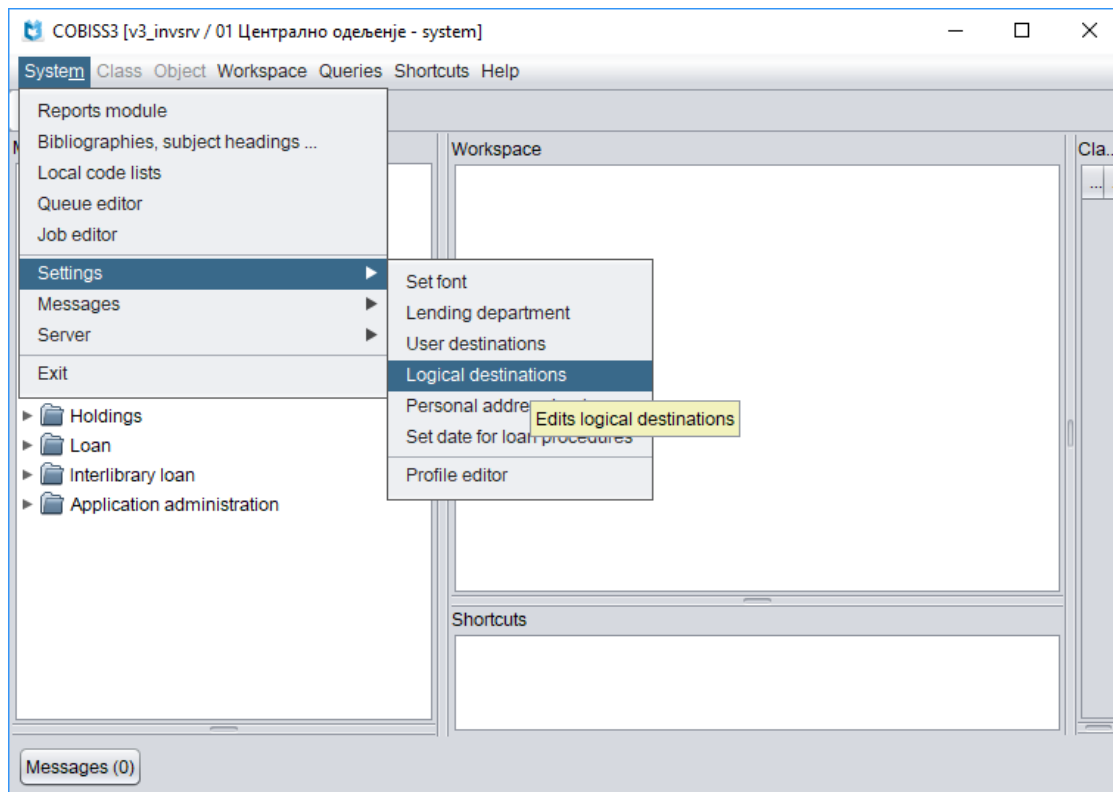 COBISS3 [v3_invsrv / 01 Централно одељење - system]
System Class Object Workspace Queries Shortcuts Help
Reports module
Bibliographies, subject headings ...
Local code lists
Queue editor
Job editor
Settings
Messages
Server
Exit
Set font
Lending department
User destinations
Logical destinations
Personal addre
Edits logical destinations
Set date for loan procedures
Profile editor
Holdings
Loan
Interlibrary loan
Application administration
Workspace
Shortcuts
Cla...
...
Messages (0)